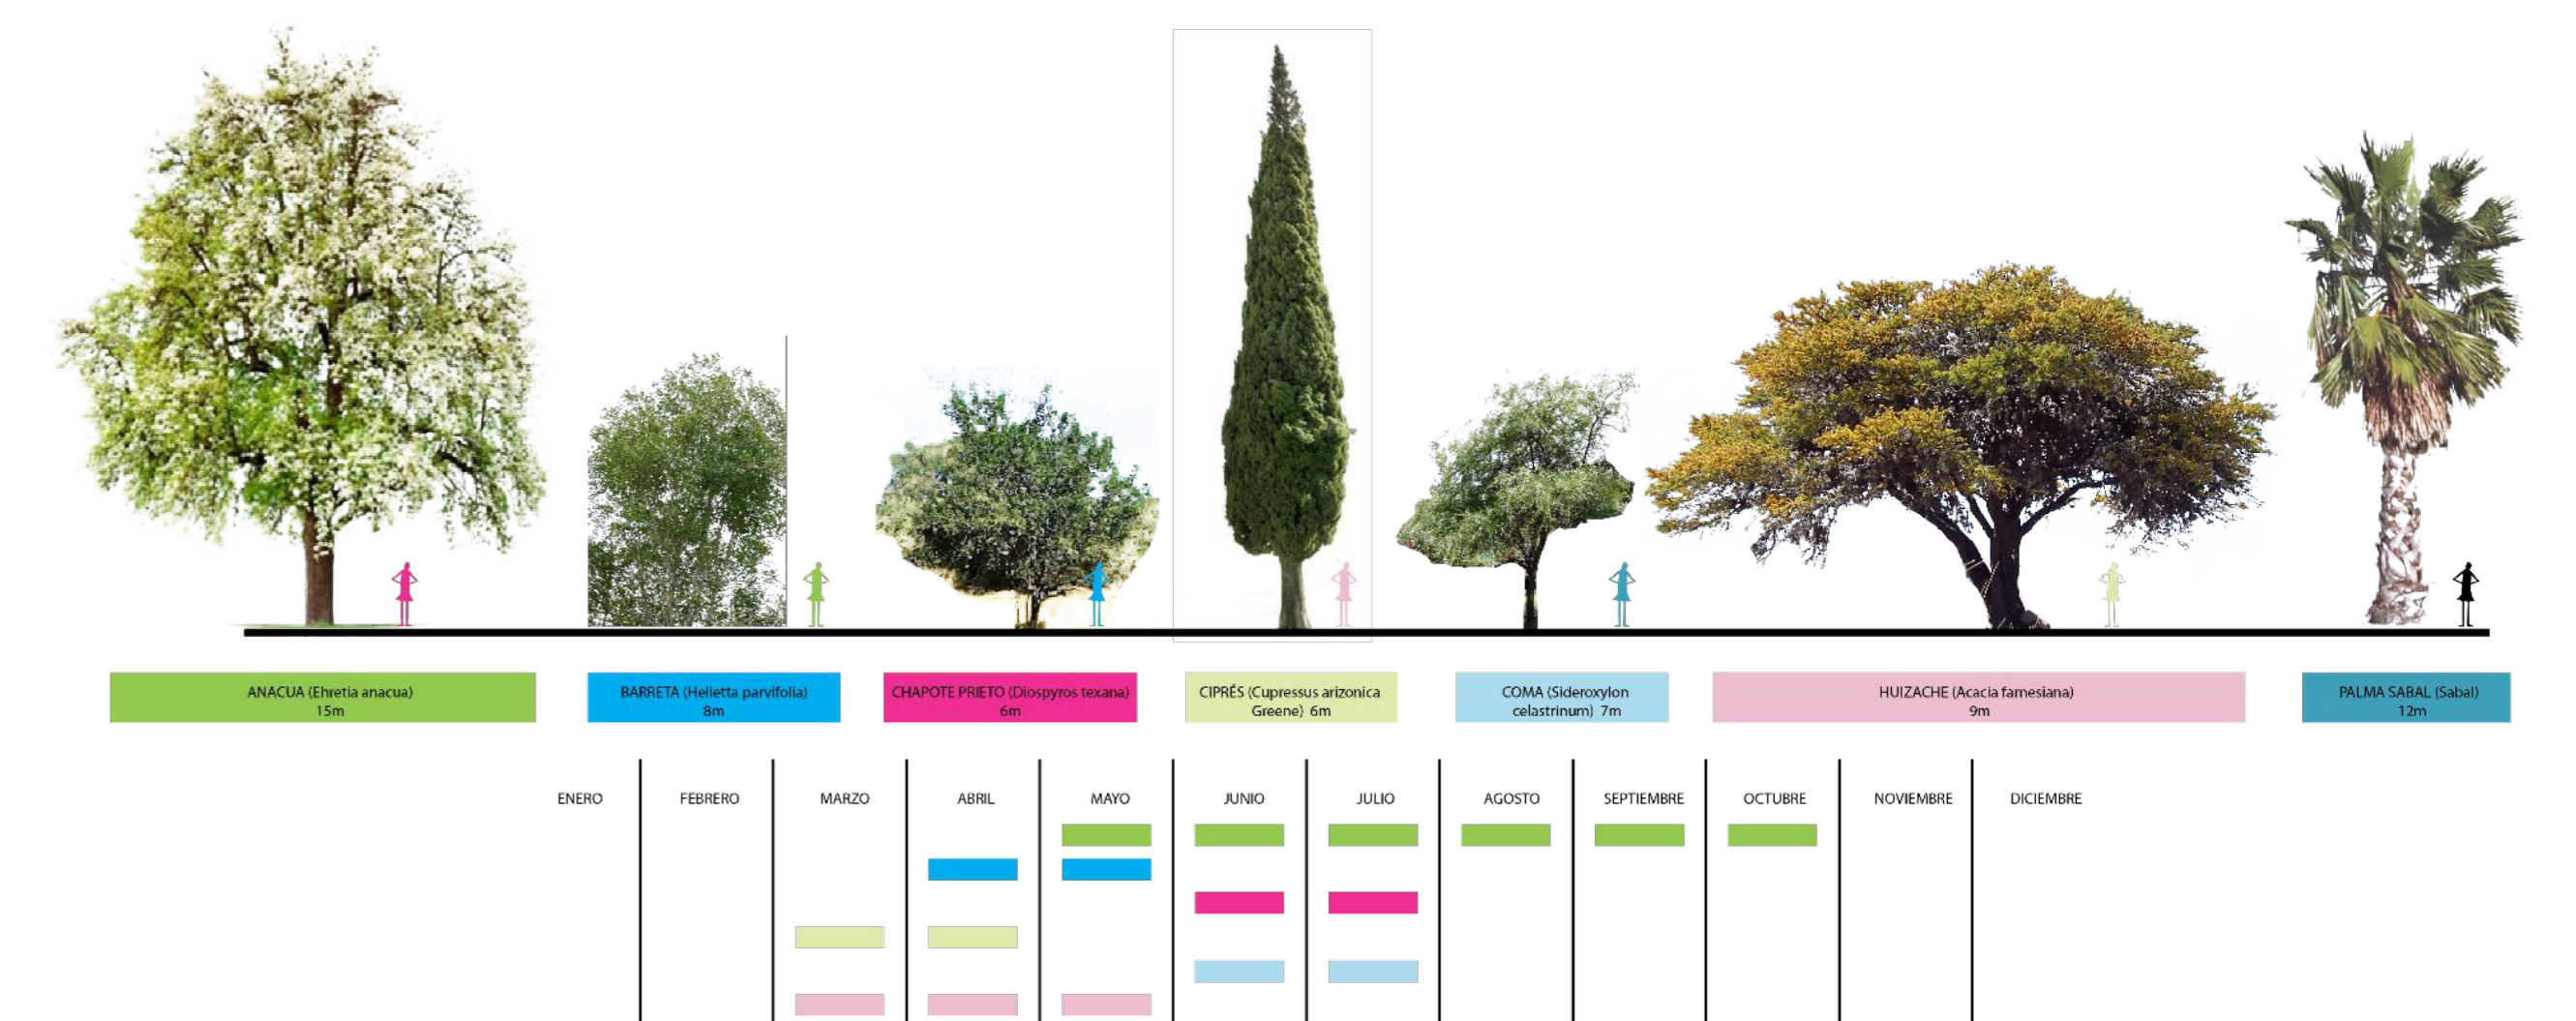 ANACUA (Ehretia anacua)
15m
BARRETA (Helietta parvifolia)
8m
CHAPOTE PRIETO (Diospyros texana)
6m
CIPRÉS (Cupressus arizonica
Greene) 6m
COMA (Sideroxylon
celastrinum) 7m
HUIZACHE (Acacia farnesiana)
9m
PALMA SABAL (Sabal)
12m
ENERO
FEBRERO
MARZO
ABRIL
MAYO
JUNIO
JULIO
AGOSTO
SEPTIEMBRE
OCTUBRE
NOVIEMBRE
DICIEMBRE